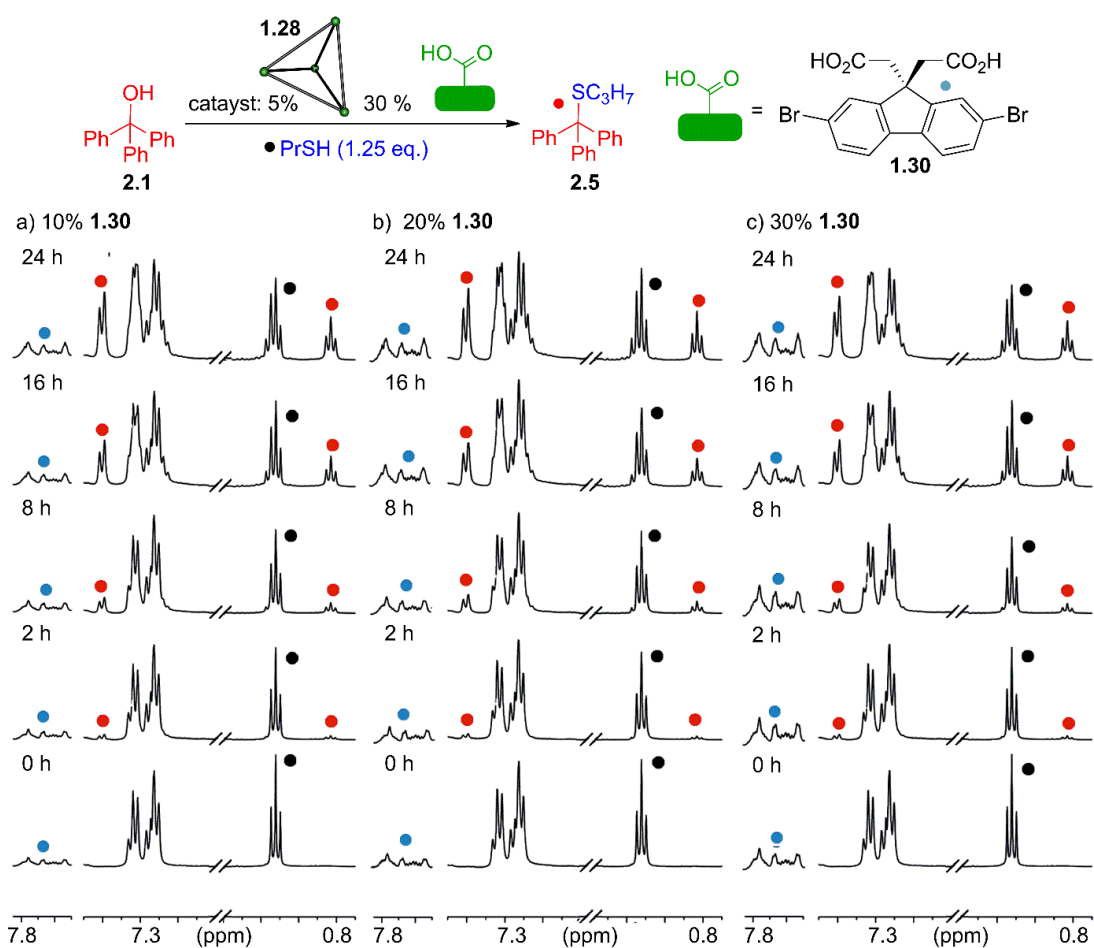 1.28
HO
O
OH
Ph
Ph
Ph
2.1
catayst: 5%
30 %
PrSH (1.25 eq.)
SC3H7
Ph
Ph
Ph
2.5
HO
O
=
HO2C
CO2H
Br
Br
1.30
a) 10% 1.30
b) 20% 1.30
c) 30% 1.30
24 h
24 h
24 h
16 h
16 h
16 h
8 h
8 h
8 h
2 h
2 h
2 h
0 h
0 h
0 h
7.8 7.3 (ppm) 0.8
7.8 7.3 (ppm) 0.8
7.8 7.3 (ppm) 0.8